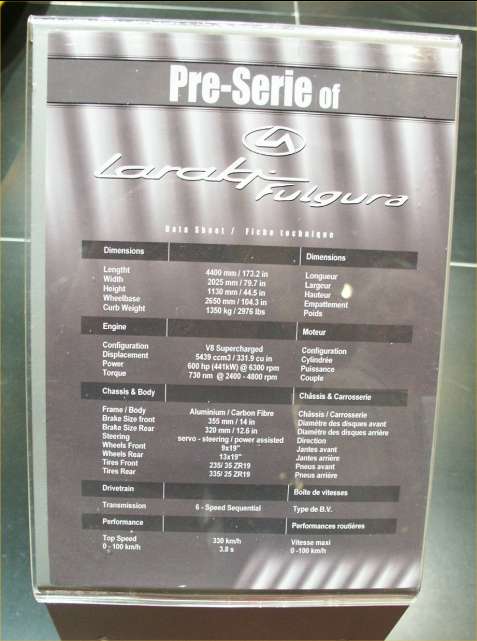 Pre-Serie of
LA
Laraki Fulgura
Data Sheet / Fiche technique
Dimensions Dimensions
Lengtht 4400 mm / 173.2 in Longueur
Width 2025 mm / 79.7 in Largeur
Height 1130 mm / 44.5 in Hauteur
Wheelbase 2650 mm / 104.3 in Empattement
Curb Weight 1350 kg / 2976 lbs Poids
Engine Moteur
Configuration V8 Supercharged Configuration
Displacement 5439 ccm3 / 331.9 cu in Cylindrée
Power 600 hp (441kW) @ 6300 rpm Puissance
Torque 730 nm @ 2400 - 4800 rpm Couple
Chassis & Body Châssis & Carrosserie
Frame / Body Aluminium / Carbon Fibre Châssis / Carrosserie
Brake Size front 355 mm / 14 in Diamètre des disques avant
Brake Size Rear 320 mm / 12.6 in Diamètre des disques arrière
Steering servo - steering / power assisted Direction
Wheels Front 9x19" Jantes avant
Wheels Rear 13x19" Jantes arrière
Tires Front 235/ 35 ZR19 Pneus avant
Tires Rear 335/ 25 ZR19 Pneus arrière
Drivetrain Boite de vitesses
Transmission 6 - Speed Sequential Type de B.V.
Performance Performances routières
Top Speed 330 km/h Vitesse maxi
0 - 100 km/h 3.8 s 0 -100 km/h